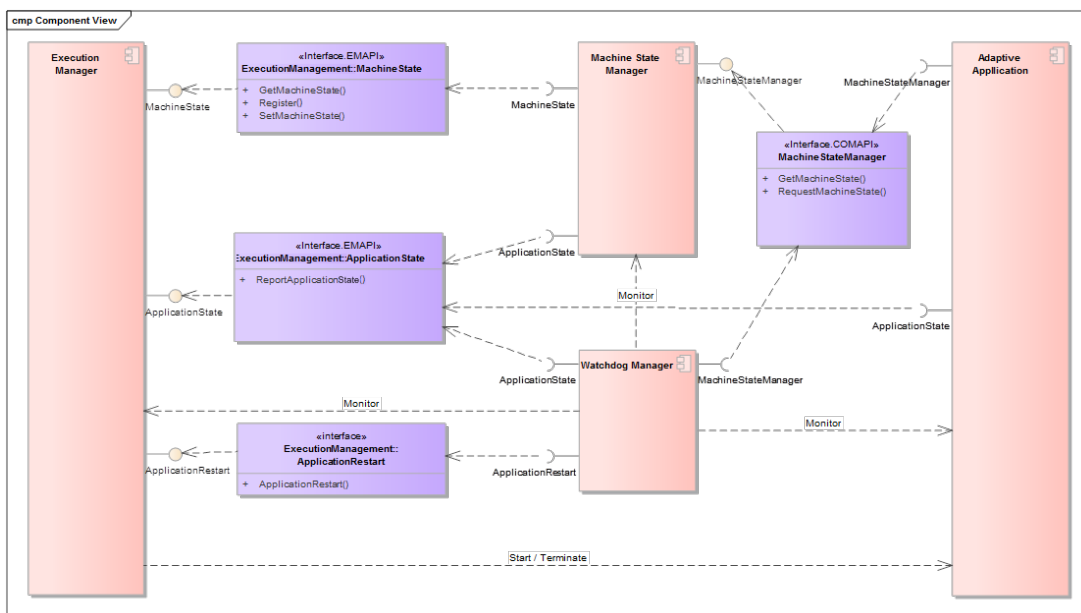 cmp Component View
Execution
Manager
«Interface.EMAPI»
ExecutionManagement::MachineState
+ GetMachineState()
+ Register()
+ SetMachineState()
MachineState
MachineState
Machine State
Manager
MachineStateManager
MachineStateManager
Adaptive
Application
«Interface.COMAPI»
MachineStateManager
+ GetMachineState()
+ RequestMachineState()
«Interface.EMAPI»
ExecutionManagement::ApplicationState
+ ReportApplicationState()
ApplicationState
ApplicationState
Monitor
ApplicationState
Watchdog Manager
ApplicationState
MachineStateManager
Monitor
Monitor
«interface»
ExecutionManagement::
ApplicationRestart
+ ApplicationRestart()
ApplicationRestart
ApplicationRestart
Start / Terminate